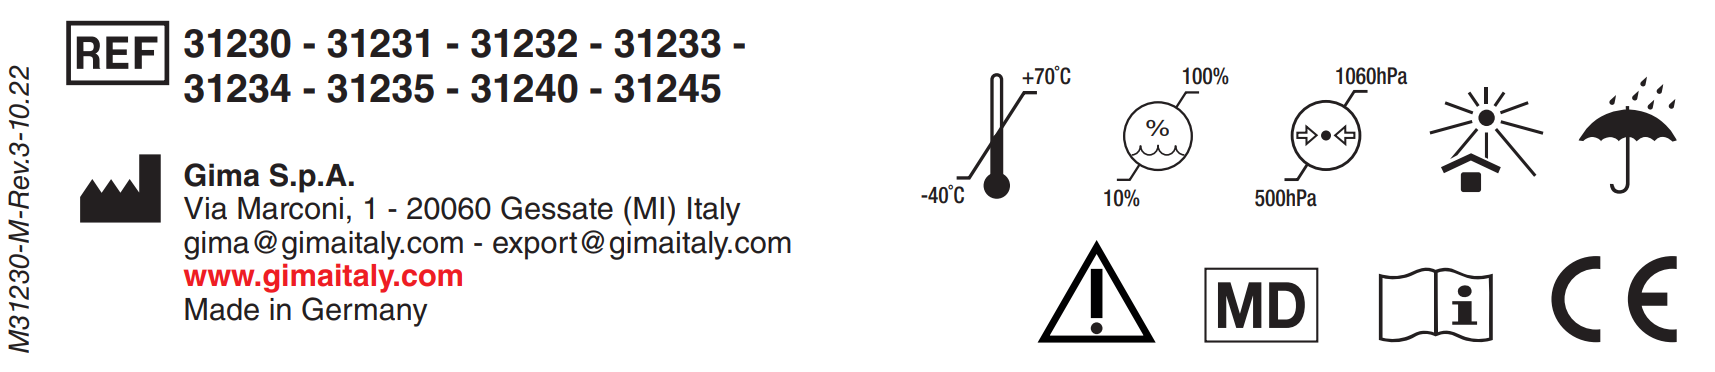 M31230-M-Rev.3-10.22
REF
31230 - 31231 - 31232 - 31233 -
31234 - 31235 - 31240 - 31245
Gima S.p.A.
Via Marconi, 1 - 20060 Gessate (MI) Italy
gima@gimaitaly.com - export@gimaitaly.com
www.gimaitaly.com
Made in Germany
+70°C
-40°C
100%
%
10%
1060hPa
500hPa
!
MD
i
CE